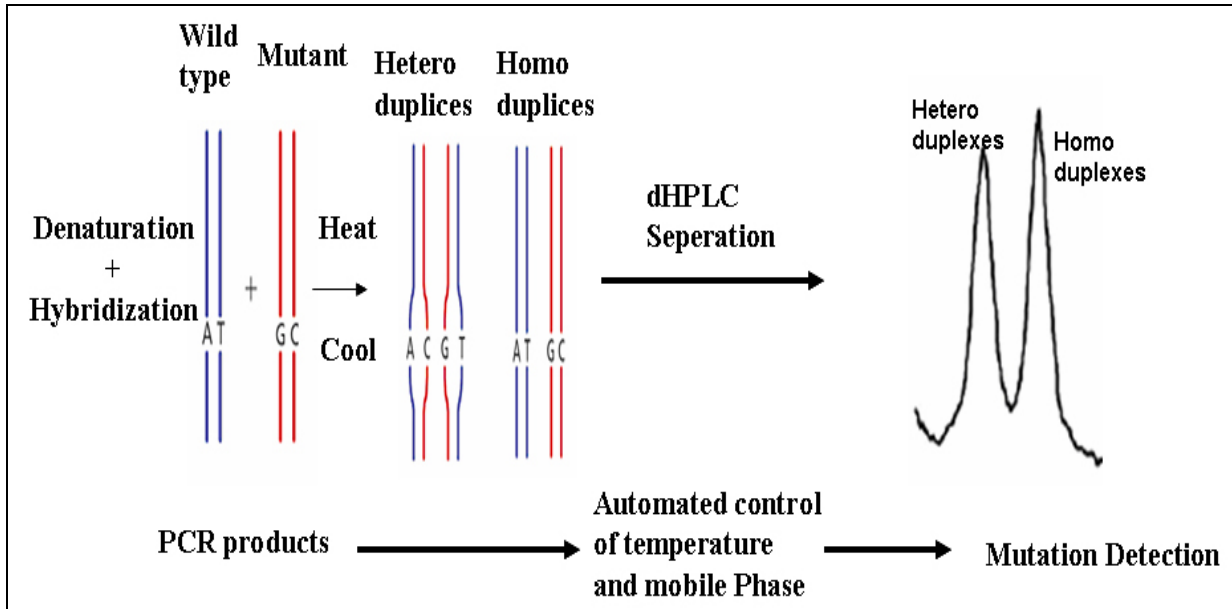 Wild
type
Mutant
Hetero
duplices
Homo
duplices
Denaturation
+
Hybridization
A T
+
G C
Heat
Cool
A C G T
A T G C
dHPLC
Seperation
Hetero
duplexes
Homo
duplexes
PCR products
Automated control
of temperature
and mobile Phase
Mutation Detection